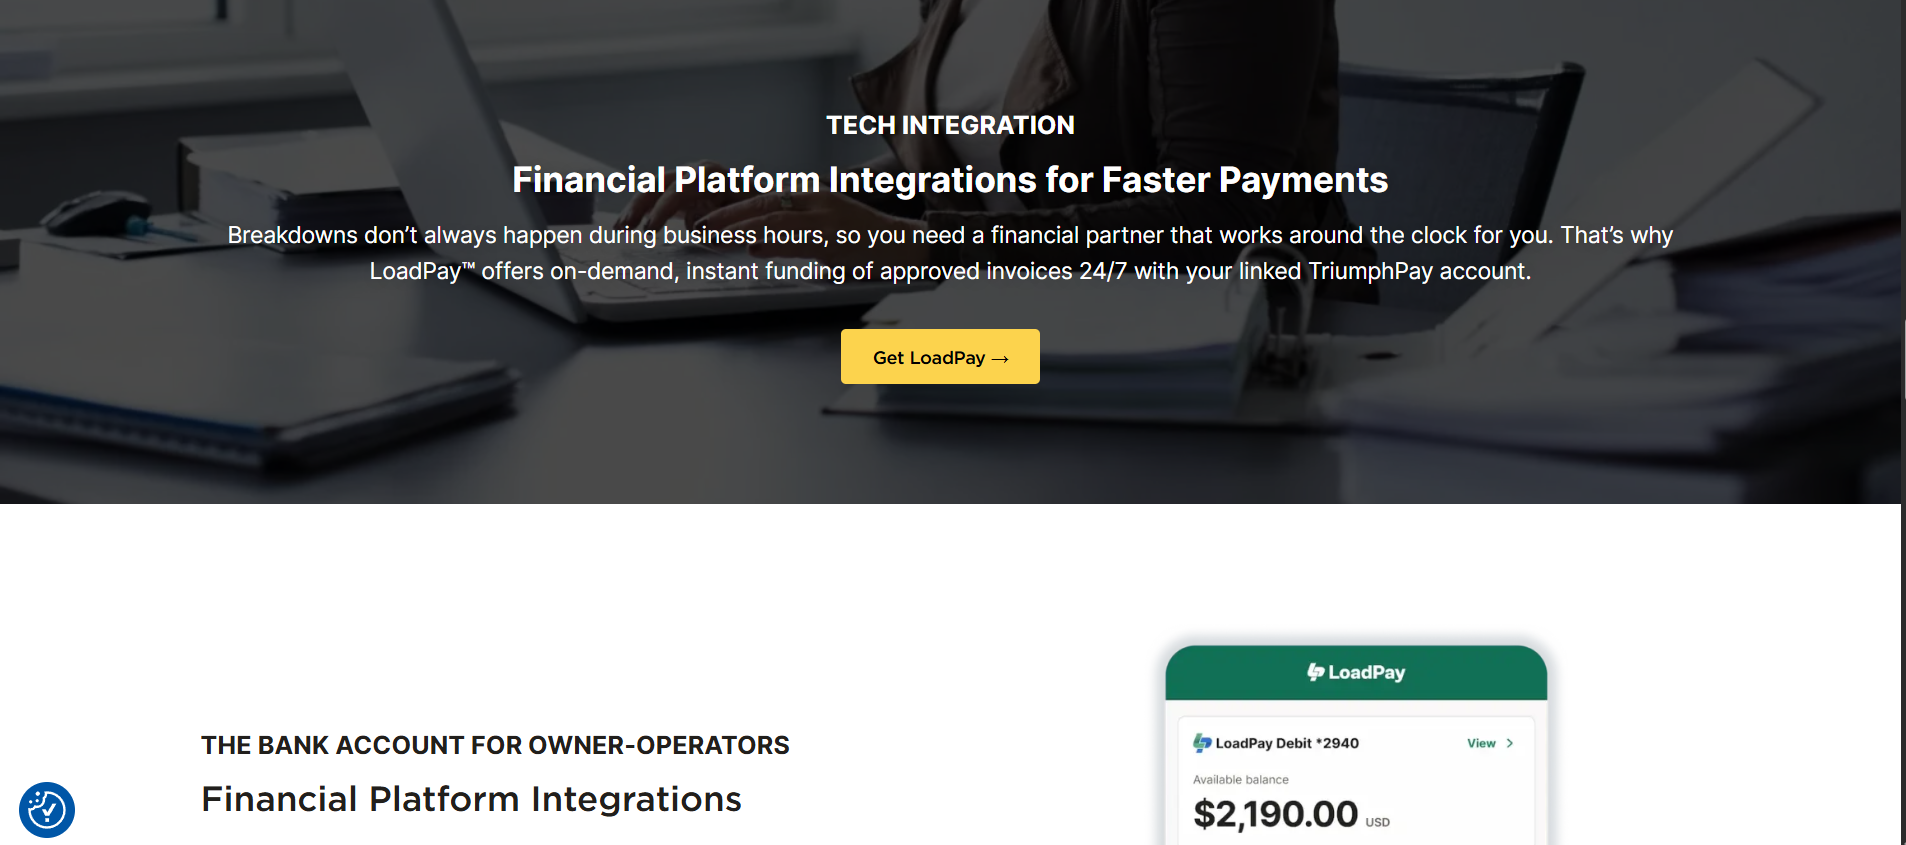 TECH INTEGRATION
Financial Platform Integrations for Faster Payments
Breakdowns don’t always happen during business hours, so you need a financial partner that works around the clock for you. That’s why
LoadPay™ offers on-demand, instant funding of approved invoices 24/7 with your linked TriumphPay account.
Get LoadPay →
THE BANK ACCOUNT FOR OWNER-OPERATORS
Financial Platform Integrations
LoadPay
LoadPay Debit *2940 View >
Available balance
$2,190.00 USD